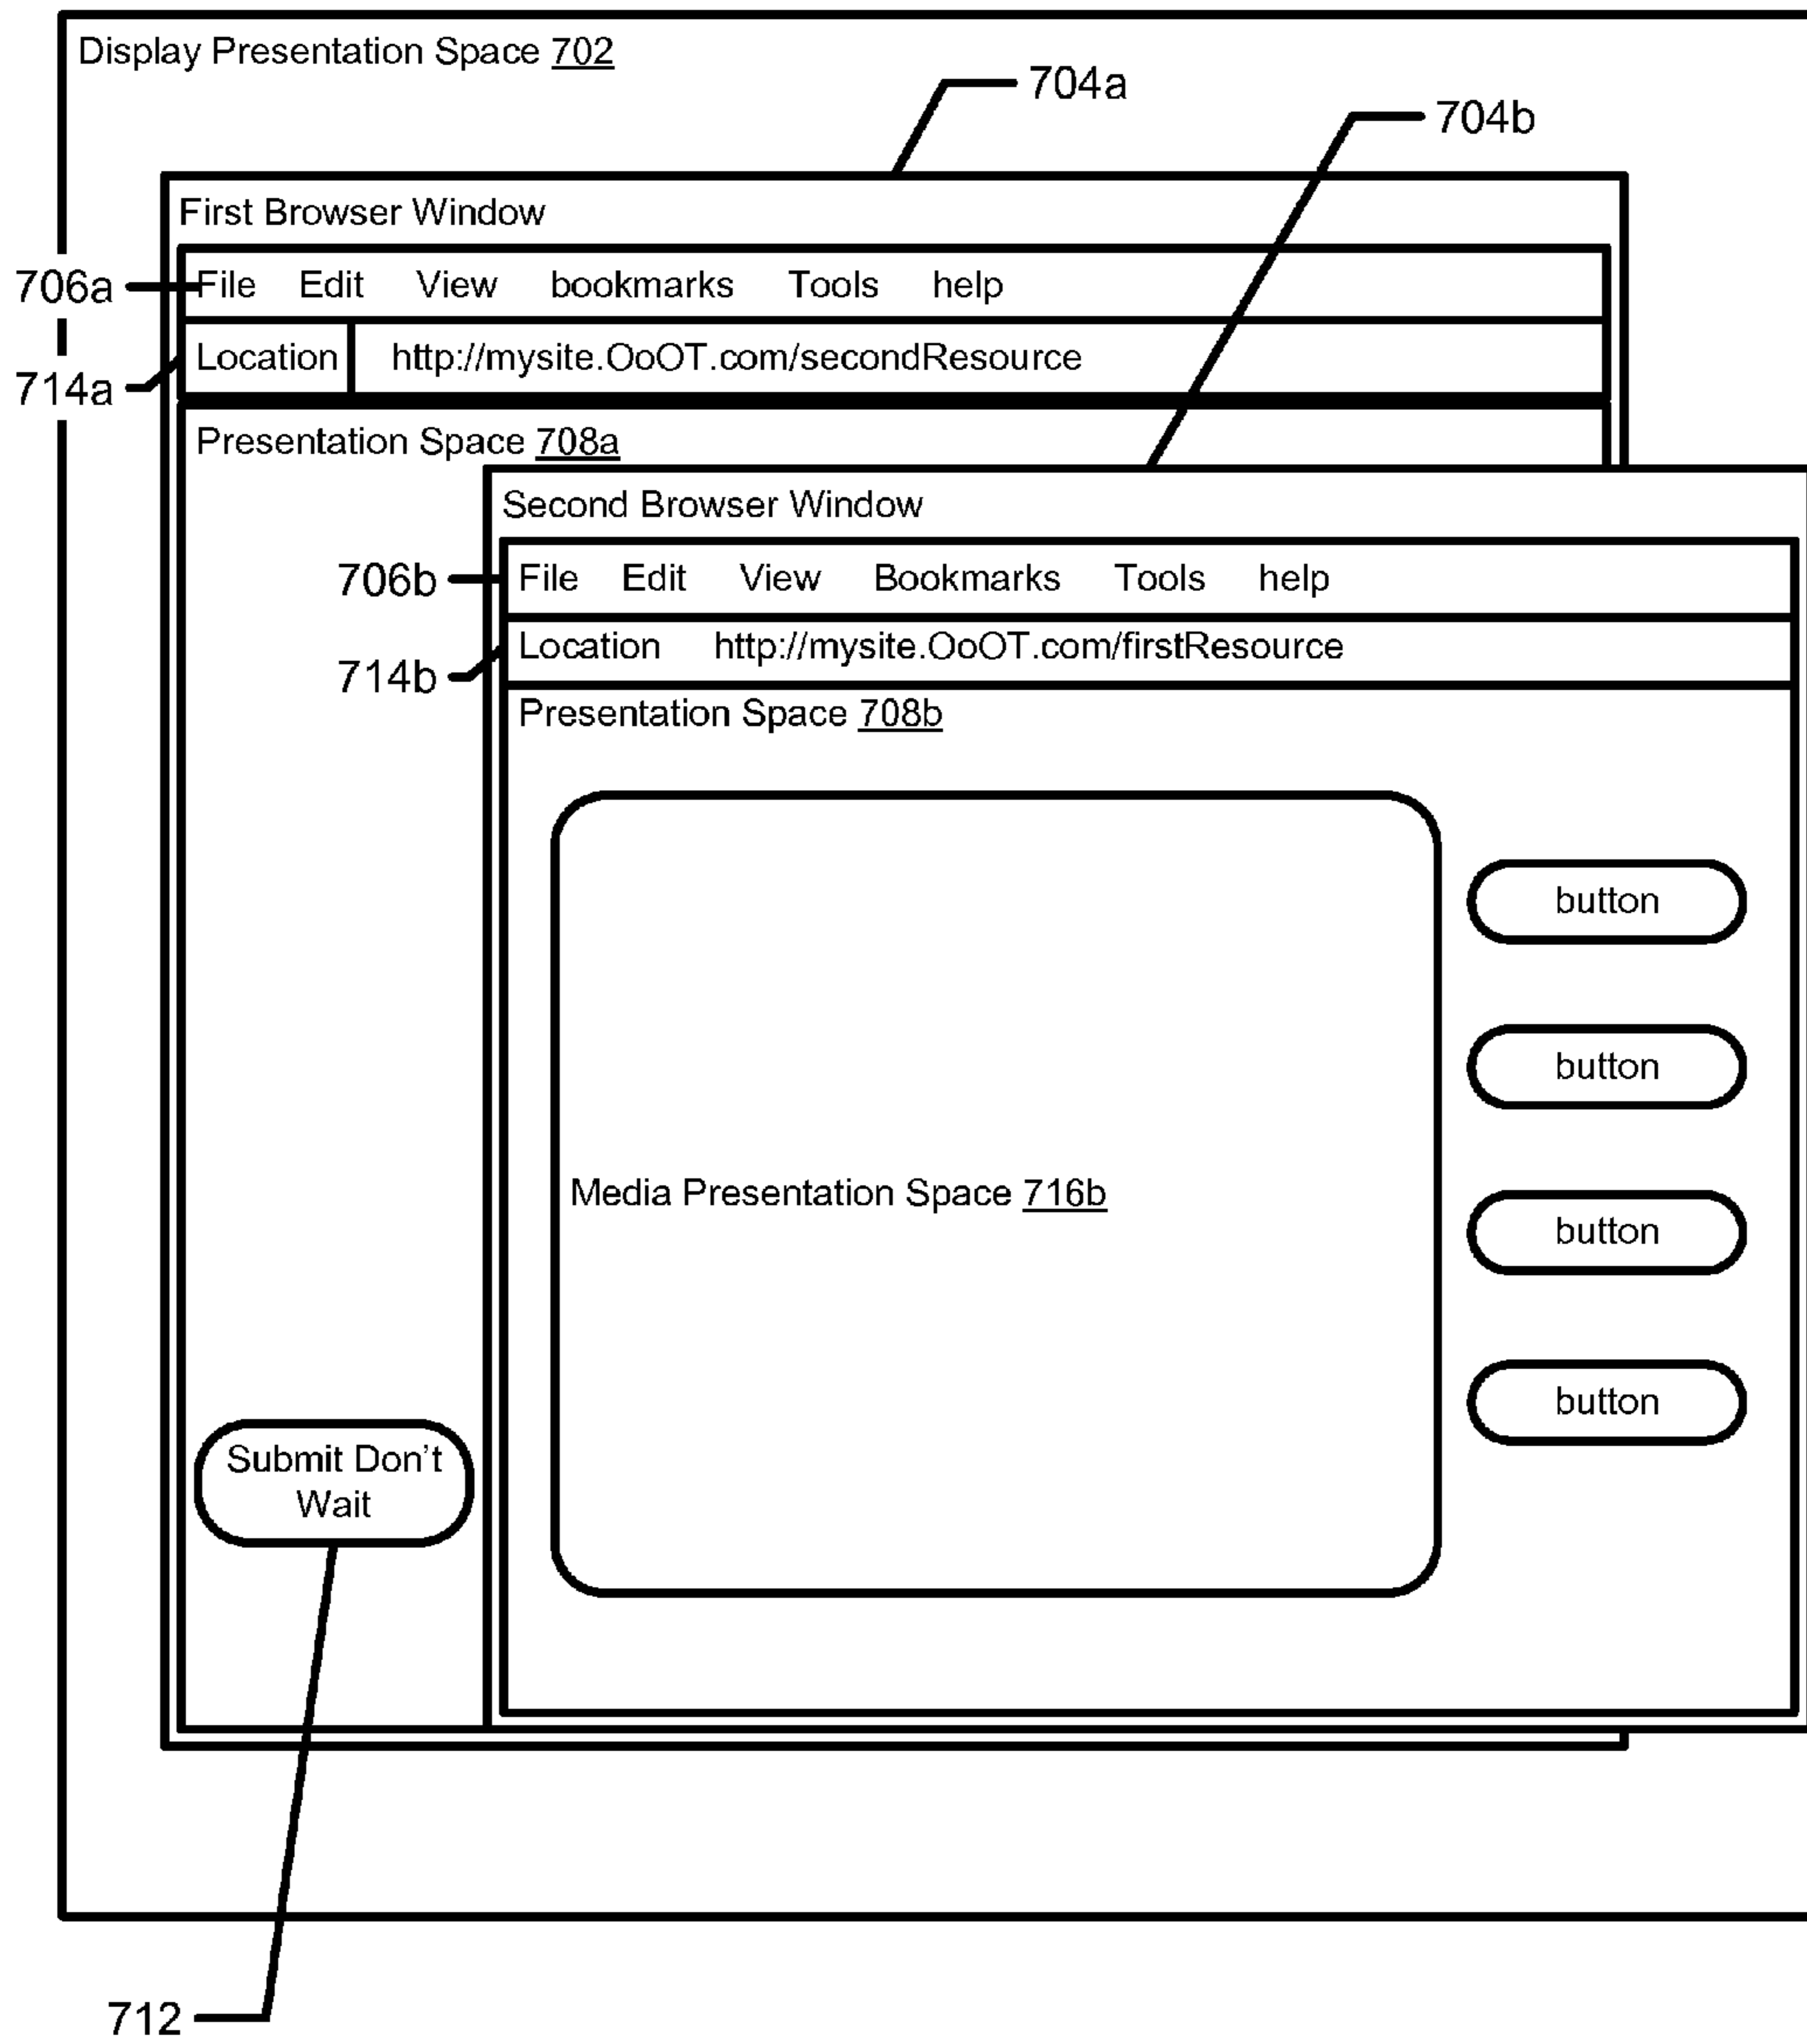 Display Presentation Space 702
704a
704b
First Browser Window
706a
File Edit View bookmarks Tools help
714a
Location http://mysite.OoOT.com/secondResource
Presentation Space 708a
Second Browser Window
706b
File Edit View Bookmarks Tools help
714b
Location http://mysite.OoOT.com/firstResource
Presentation Space 708b
button
button
Media Presentation Space 716b
button
button
Submit Don't
Wait
712